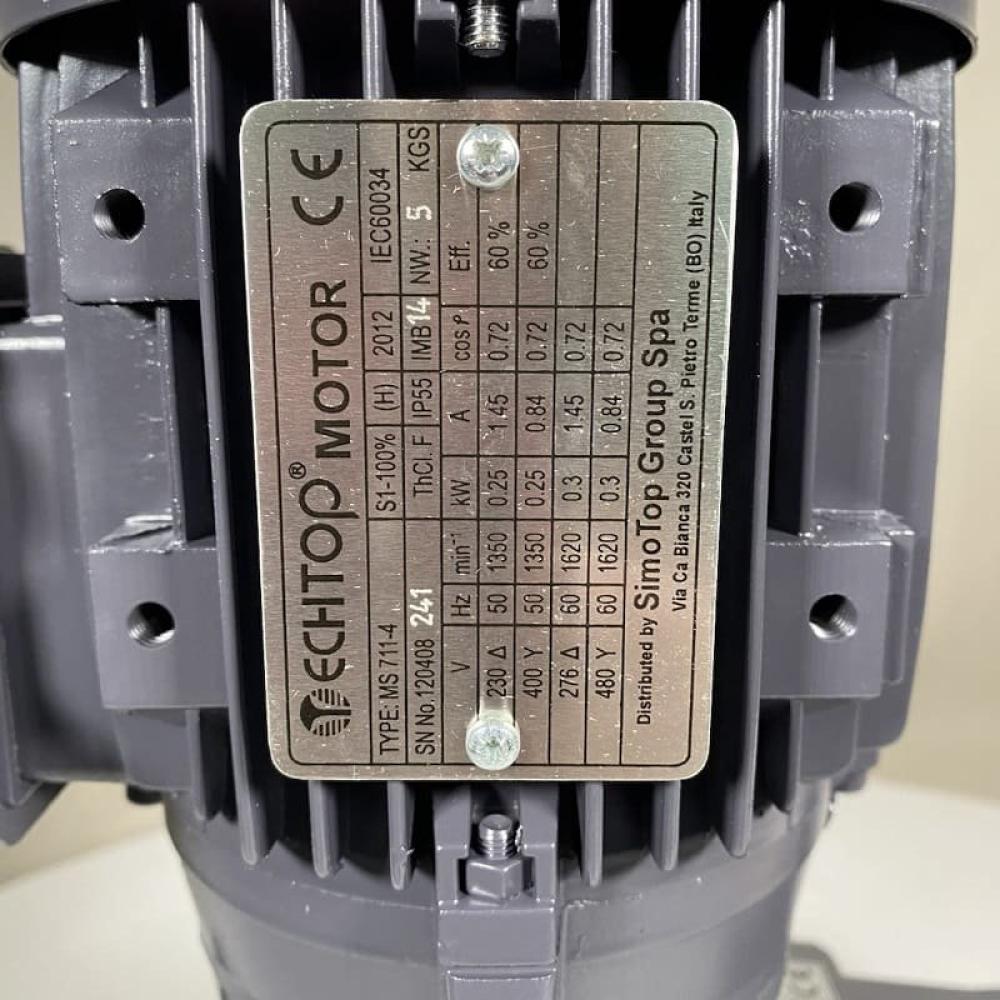 TECHTOP® MOTOR CE
TYPE: MS 711-4 S1-100% (H) 2012 IEC60034
SN No. 120408 241 ThCl. F IP55 IMB14 NW.: 5 KGS
V Hz min⁻¹ kW A cos ρ Eff.
230 Δ 50 1350 0.25 1.45 0.72 60 %
400 Y 50 1350 0.25 0.84 0.72 60 %
276 Δ 60 1620 0.3 1.45 0.72
480 Y 60 1620 0.3 0.84 0.72
Distributed by SimoTop Group Spa
Via Ca Bianca 320 Castel S. Pietro Terme (BO) Italy